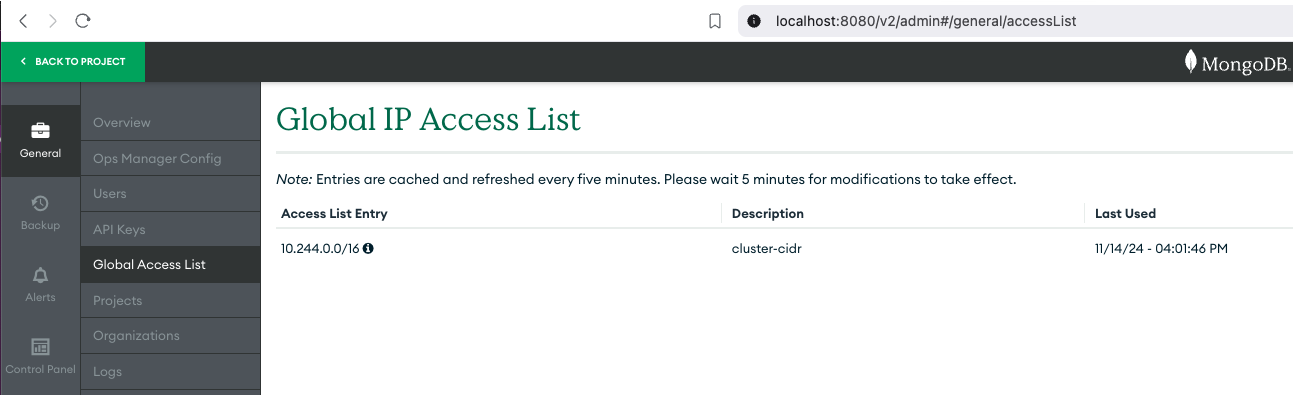 localhost:8080/v2/admin#/general/accessList
BACK TO PROJECT
MongoDB.
General
Backup
Alerts
Control Panel
Overview
Ops Manager Config
Users
API Keys
Global Access List
Projects
Organizations
Logs
Global IP Access List
Note: Entries are cached and refreshed every five minutes. Please wait 5 minutes for modifications to take effect.
Access List Entry Description Last Used
10.244.0.0/16 cluster-cidr 11/14/24 - 04:01:46 PM